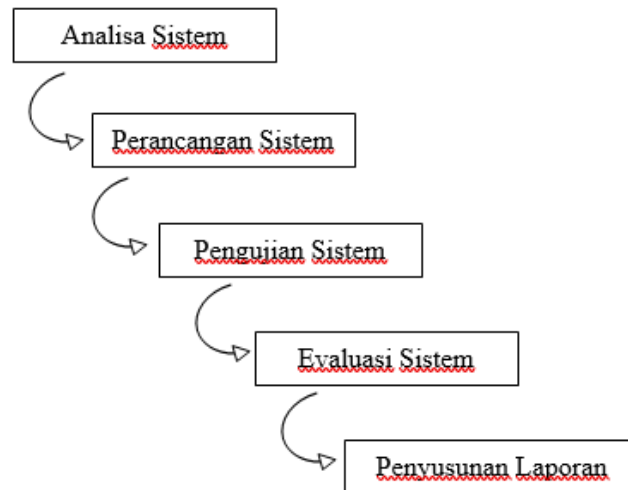 Analisa Sistem
Perancangan Sistem
Pengujian Sistem
Evaluasi Sistem
Penyusunan Laporan